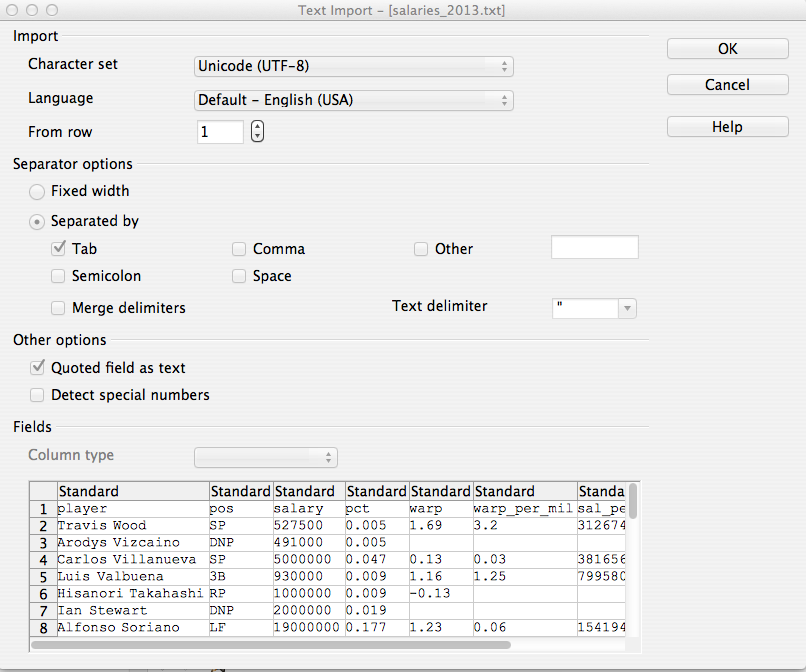 Text Import - [salaries_2013.txt]
Import
Character set Unicode (UTF-8)
Language Default - English (USA)
From row 1
OK
Cancel
Help
Separator options
Fixed width
Separated by
Tab Comma Other
Semicolon Space
Merge delimiters Text delimiter "
Other options
Quoted field as text
Detect special numbers
Fields
Column type
Standard Standard Standard Standard Standard Standard Standa
1 player pos salary pct warp warp_per_mil sal_pe
2 Travis Wood SP 527500 0.005 1.69 3.2 312674
3 Arodys Vizcaino DNP 491000 0.005
4 Carlos Villanueva SP 5000000 0.047 0.13 0.03 381656
5 Luis Valbuena 3B 930000 0.009 1.16 1.25 799580
6 Hisanori Takahashi RP 1000000 0.009 -0.13
7 Ian Stewart DNP 2000000 0.019
8 Alfonso Soriano LF 19000000 0.177 1.23 0.06 154194